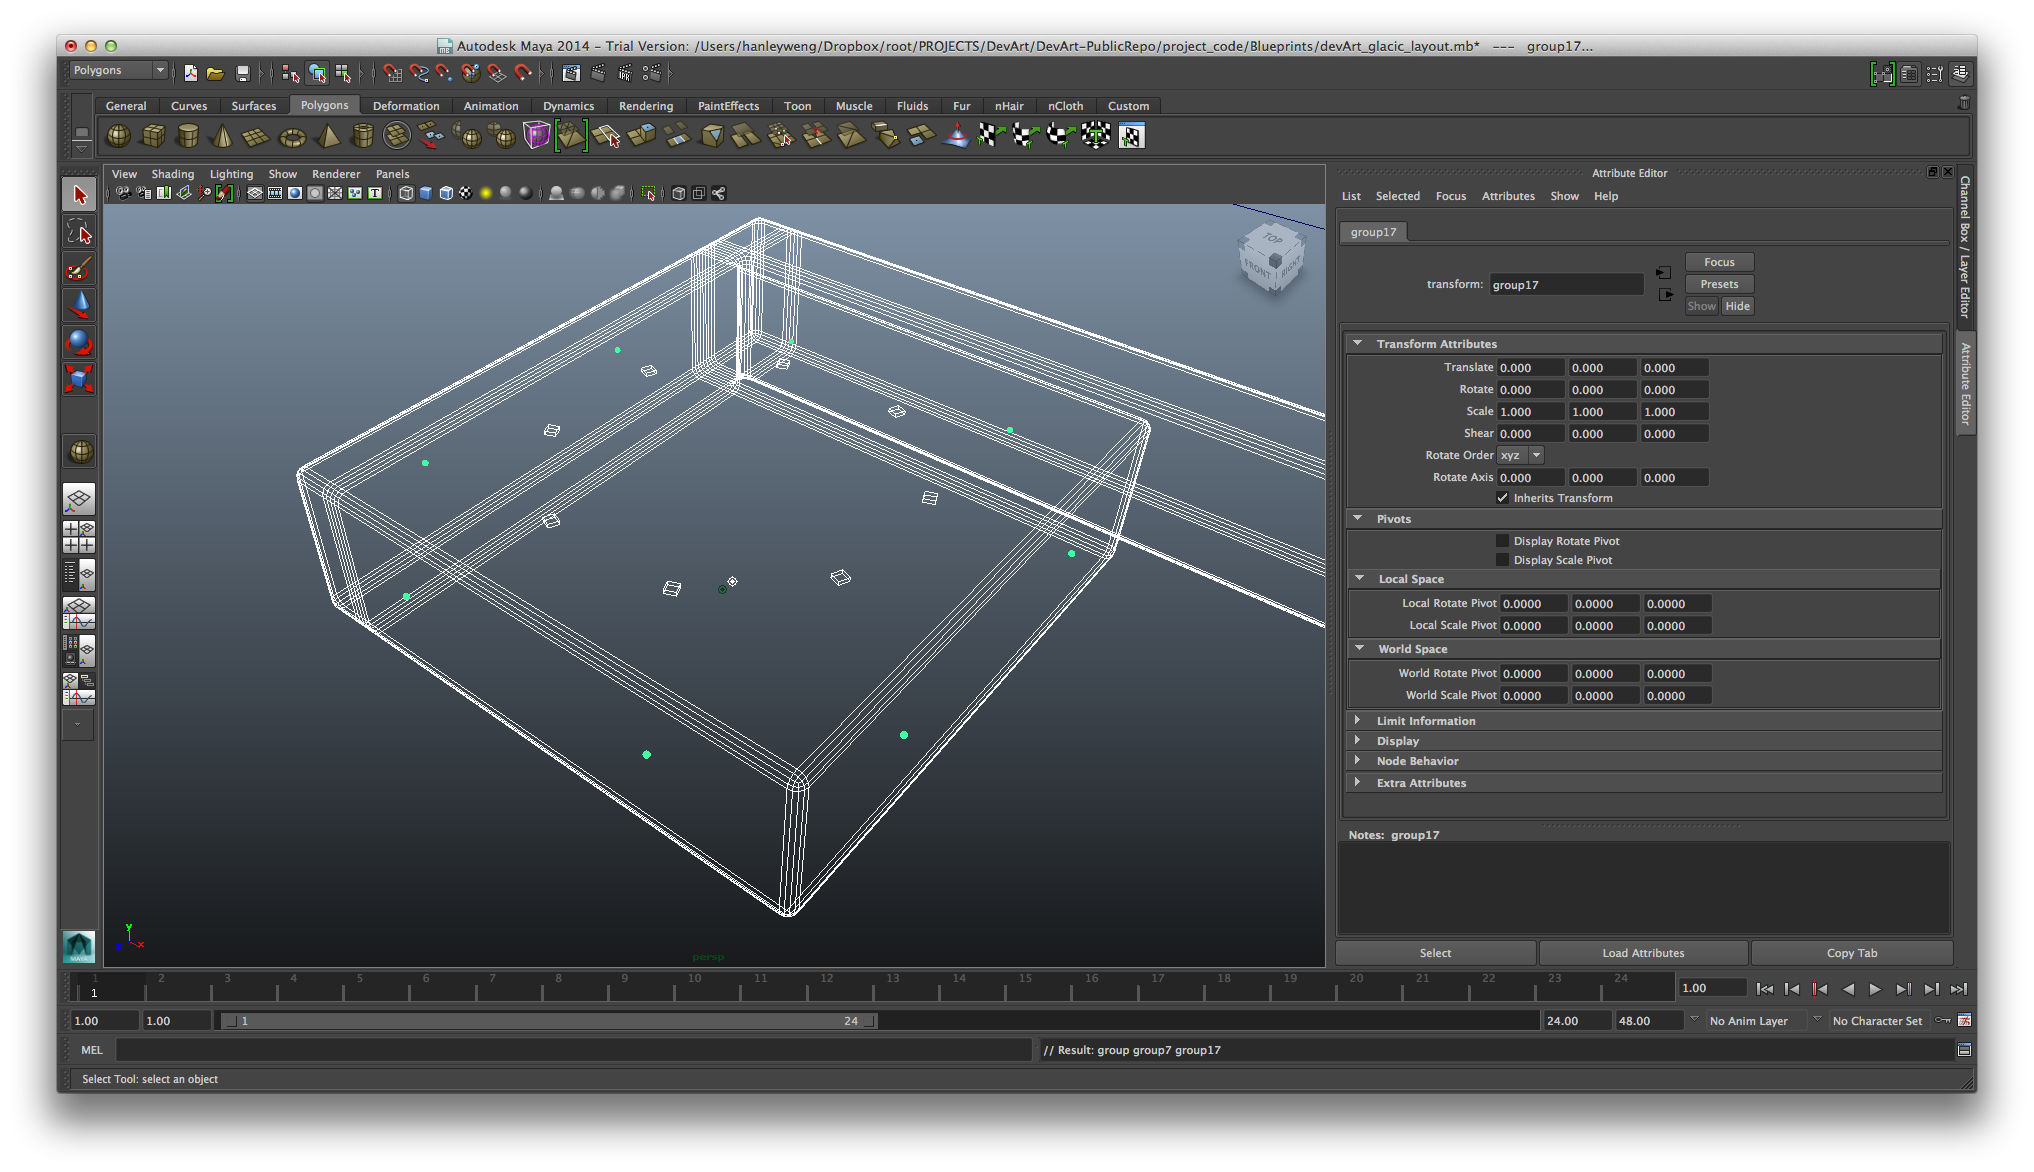 Autodesk Maya 2014 - Trial Version: /Users/hanleyweng/Dropbox/root/PROJECTS/DevArt/DevArt-PublicRepo/project_code/Blueprints/devArt_glacic_layout.mb* --- group17...
Polygons
General Curves Surfaces Polygons Deformation Animation Dynamics Rendering PaintEffects Toon Muscle Fluids Fur nHair nCloth Custom
View Shading Lighting Show Renderer Panels
TOP
FRONT
RIGHT
persp
y
x
z
MAYA
Attribute Editor
List Selected Focus Attributes Show Help
group17
transform: group17
Focus
Presets
Show Hide
Transform Attributes
Translate 0.000 0.000 0.000
Rotate 0.000 0.000 0.000
Scale 1.000 1.000 1.000
Shear 0.000 0.000 0.000
Rotate Order xyz
Rotate Axis 0.000 0.000 0.000
Inherits Transform
Pivots
Display Rotate Pivot
Display Scale Pivot
Local Space
Local Rotate Pivot 0.0000 0.0000 0.0000
Local Scale Pivot 0.0000 0.0000 0.0000
World Space
World Rotate Pivot 0.0000 0.0000 0.0000
World Scale Pivot 0.0000 0.0000 0.0000
Limit Information
Display
Node Behavior
Extra Attributes
Notes: group17
Select Load Attributes Copy Tab
Channel Box / Layer Editor
Attribute Editor
1 2 3 4 5 6 7 8 9 10 11 12 13 14 15 16 17 18 19 20 21 22 23 24
1
1.00
1.00 1.00 1 24 24.00 48.00 No Anim Layer No Character Set
MEL // Result: group group7 group17
Select Tool: select an object